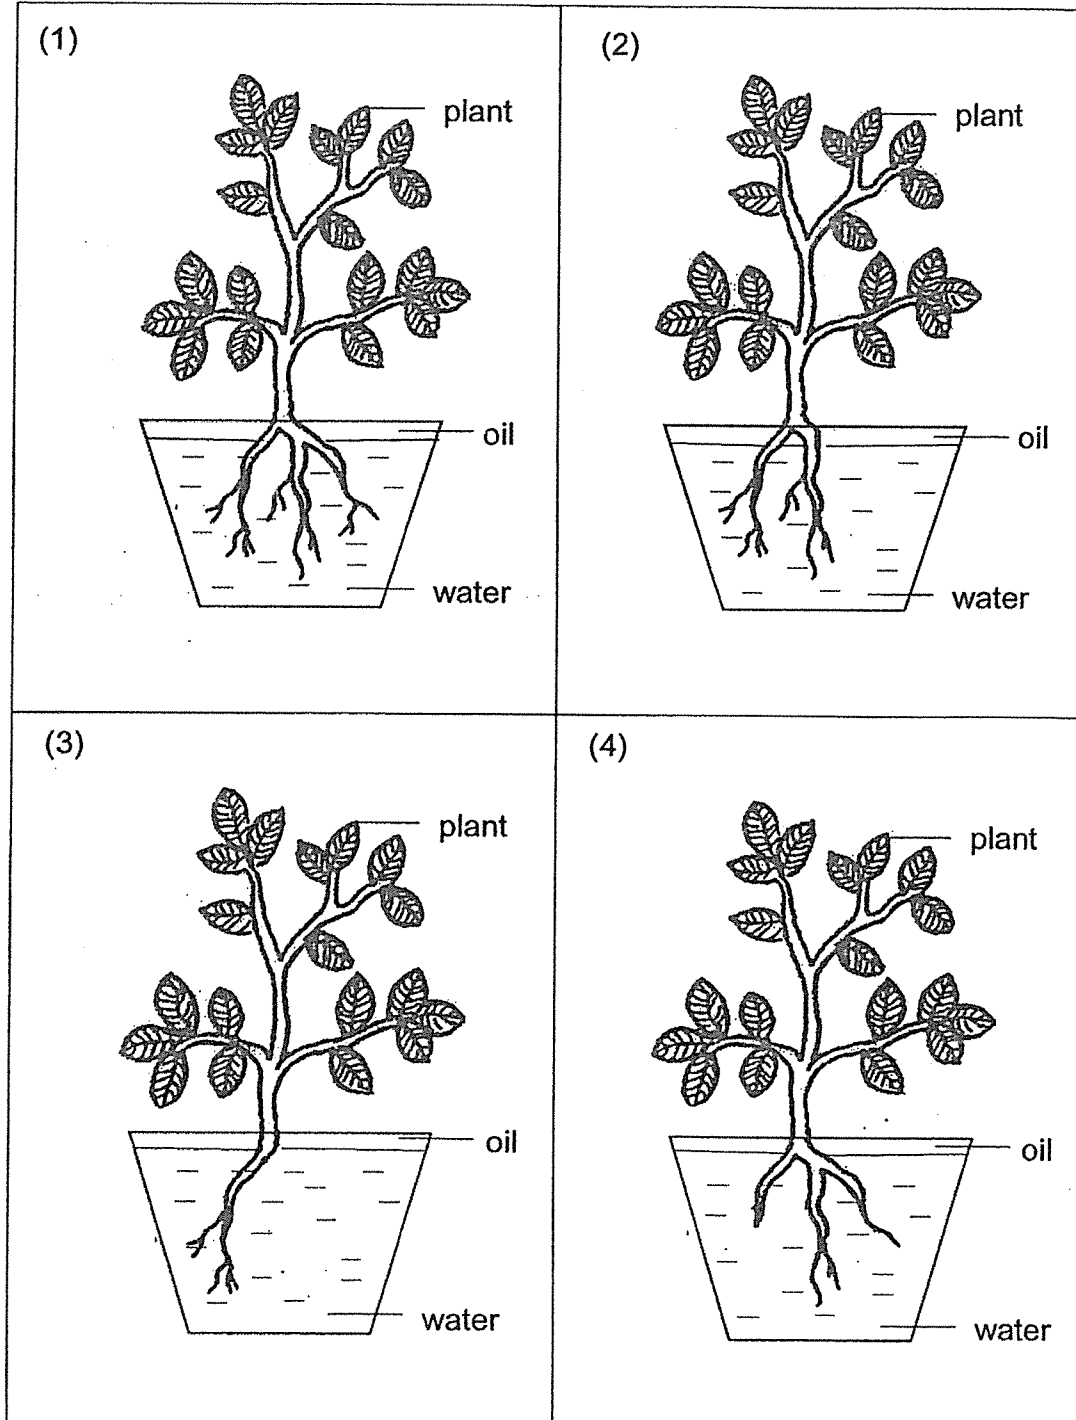 (1)
plant
oil
water
(2)
plant
oil
water
(3)
plant
oil
water
(4)
plant
oil
water